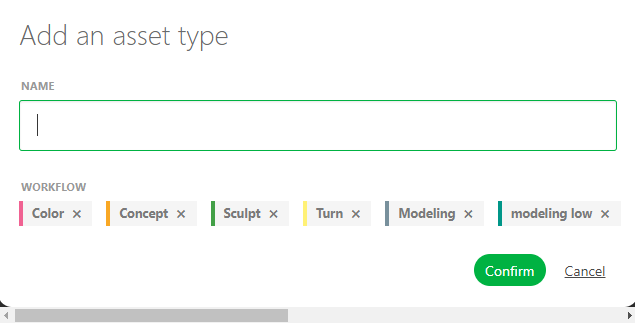 Add an asset type
NAME
WORKFLOW
Color × Concept × Sculpt × Turn × Modeling × modeling low ×
Confirm Cancel